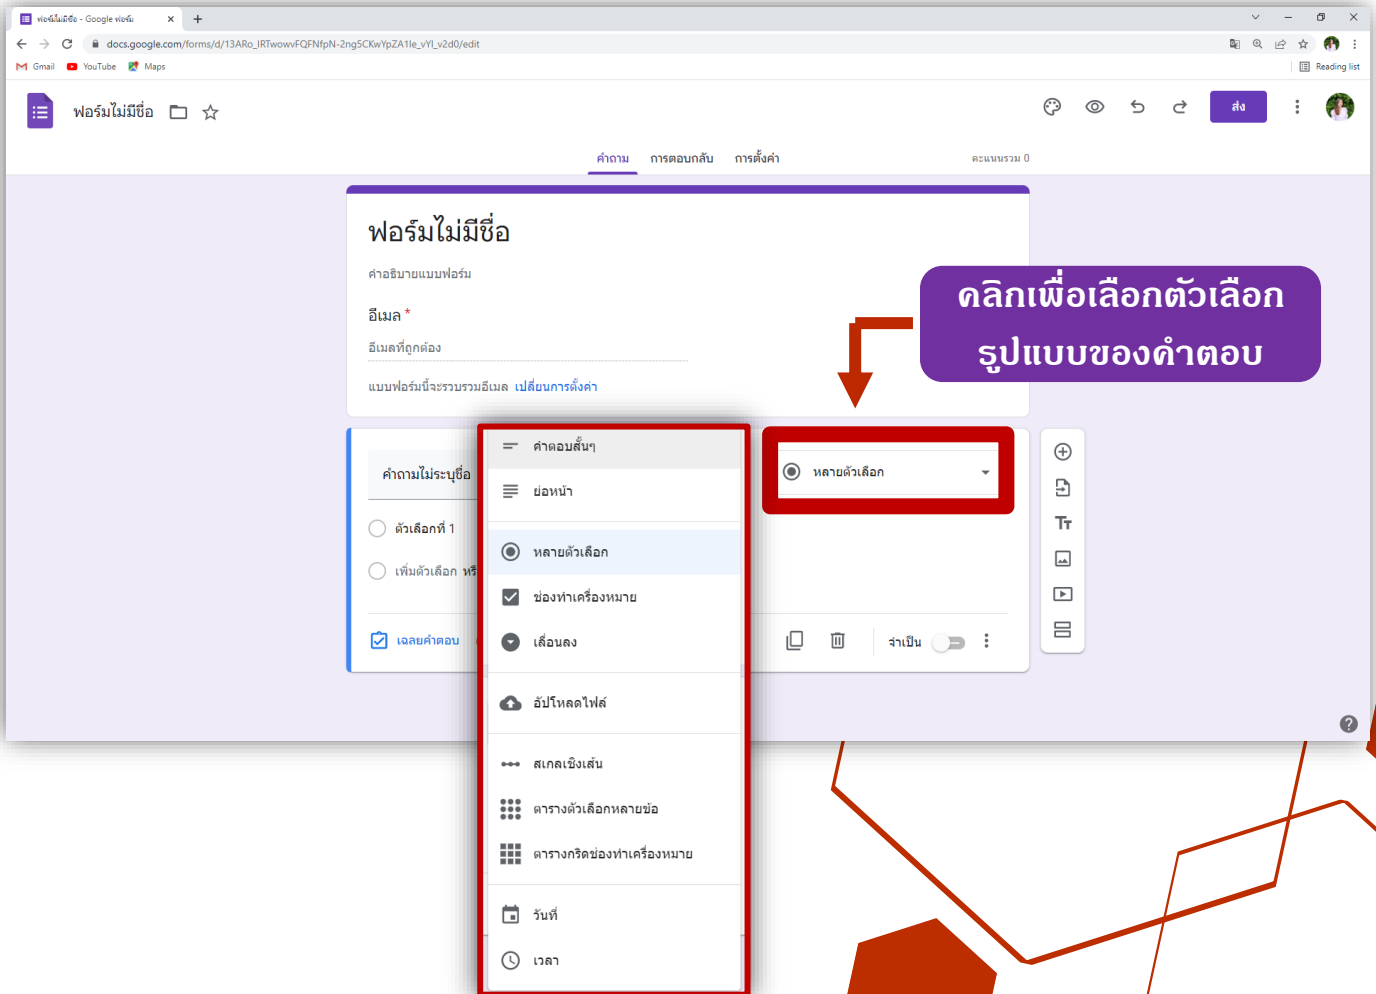 ฟอร์มไม่มีชื่อ - Google ฟอร์ม
docs.google.com/forms/d/13ARo_IRTwowvFQFNfpN-2ng5CKwYpZA1Ie_vYI_v2d0/edit
Gmail YouTube Maps Reading list
ฟอร์มไม่มีชื่อ ส่ง
คำถาม การตอบกลับ การตั้งค่า คะแนนรวม 0
ฟอร์มไม่มีชื่อ
คำอธิบายแบบฟอร์ม
อีเมล *
อีเมลที่ถูกต้อง
แบบฟอร์มนี้จะรวบรวมอีเมล เปลี่ยนการตั้งค่า
คลิกเพื่อเลือกตัวเลือก
รูปแบบของคำตอบ
คำถามไม่ระบุชื่อ
หลายตัวเลือก
ตัวเลือกที่ 1
เพิ่มตัวเลือก หรื
เฉลยคำตอบ
จำเป็น
คำตอบสั้นๆ
ย่อหน้า
หลายตัวเลือก
ช่องทำเครื่องหมาย
เลื่อนลง
อัปโหลดไฟล์
สเกลเชิงเส้น
ตารางตัวเลือกหลายข้อ
ตารางกริดช่องทำเครื่องหมาย
วันที่
เวลา